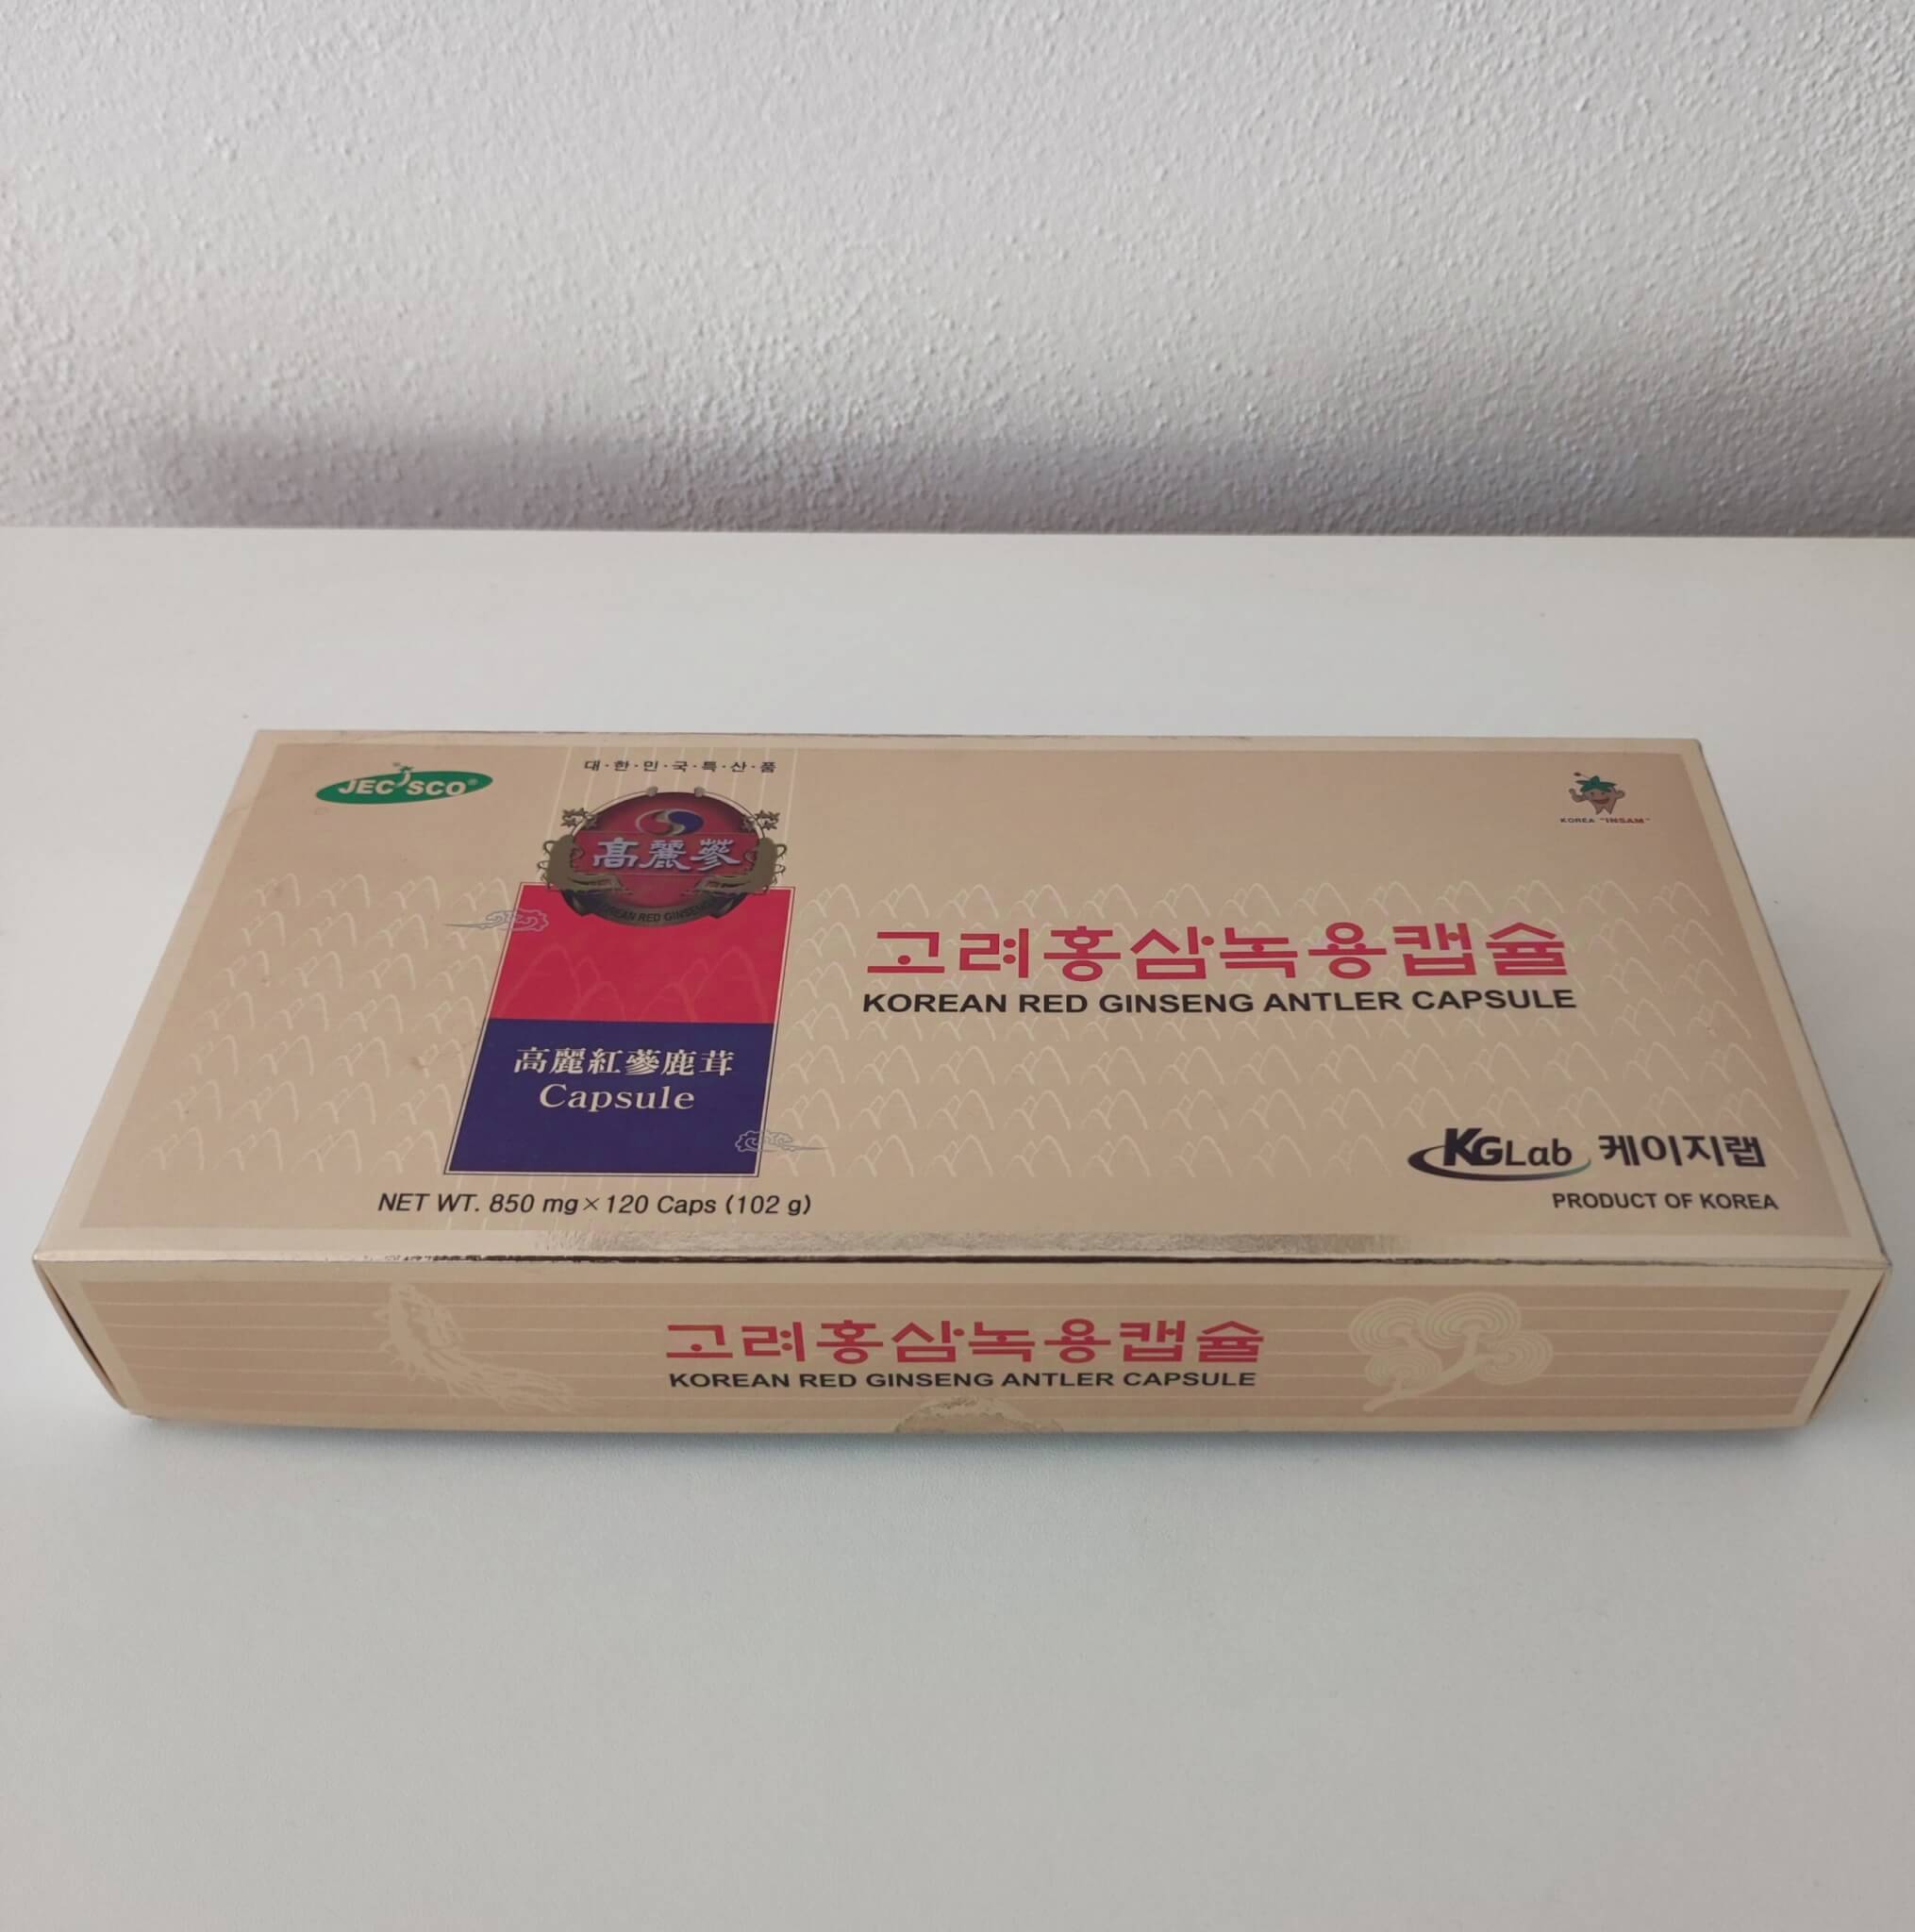 JEC'SCO®
대·한·민·국·특·산·품
高麗蔘
KOREAN RED GINSENG
KOREA "INSAM"
고려홍삼녹용캡슐
KOREAN RED GINSENG ANTLER CAPSULE
高麗紅蔘鹿茸
Capsule
KGLab 케이지랩
NET WT. 850 mg×120 Caps (102 g)
PRODUCT OF KOREA
고려홍삼녹용캡슐
KOREAN RED GINSENG ANTLER CAPSULE